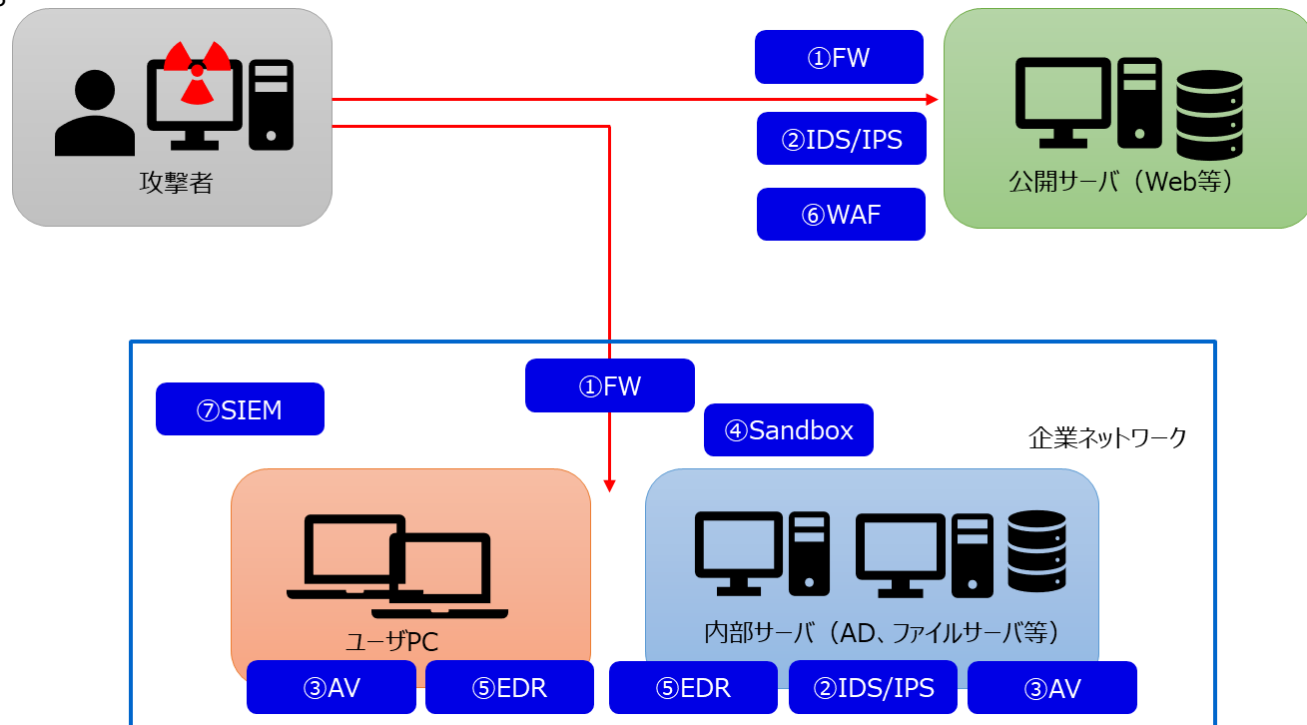 ①FW
②IDS/IPS
攻撃者
公開サーバ（Web等）
⑥WAF
①FW
⑦SIEM
④Sandbox
企業ネットワーク
ユーザPC
内部サーバ（AD、ファイルサーバ等）
③AV
⑤EDR
⑤EDR
②IDS/IPS
③AV